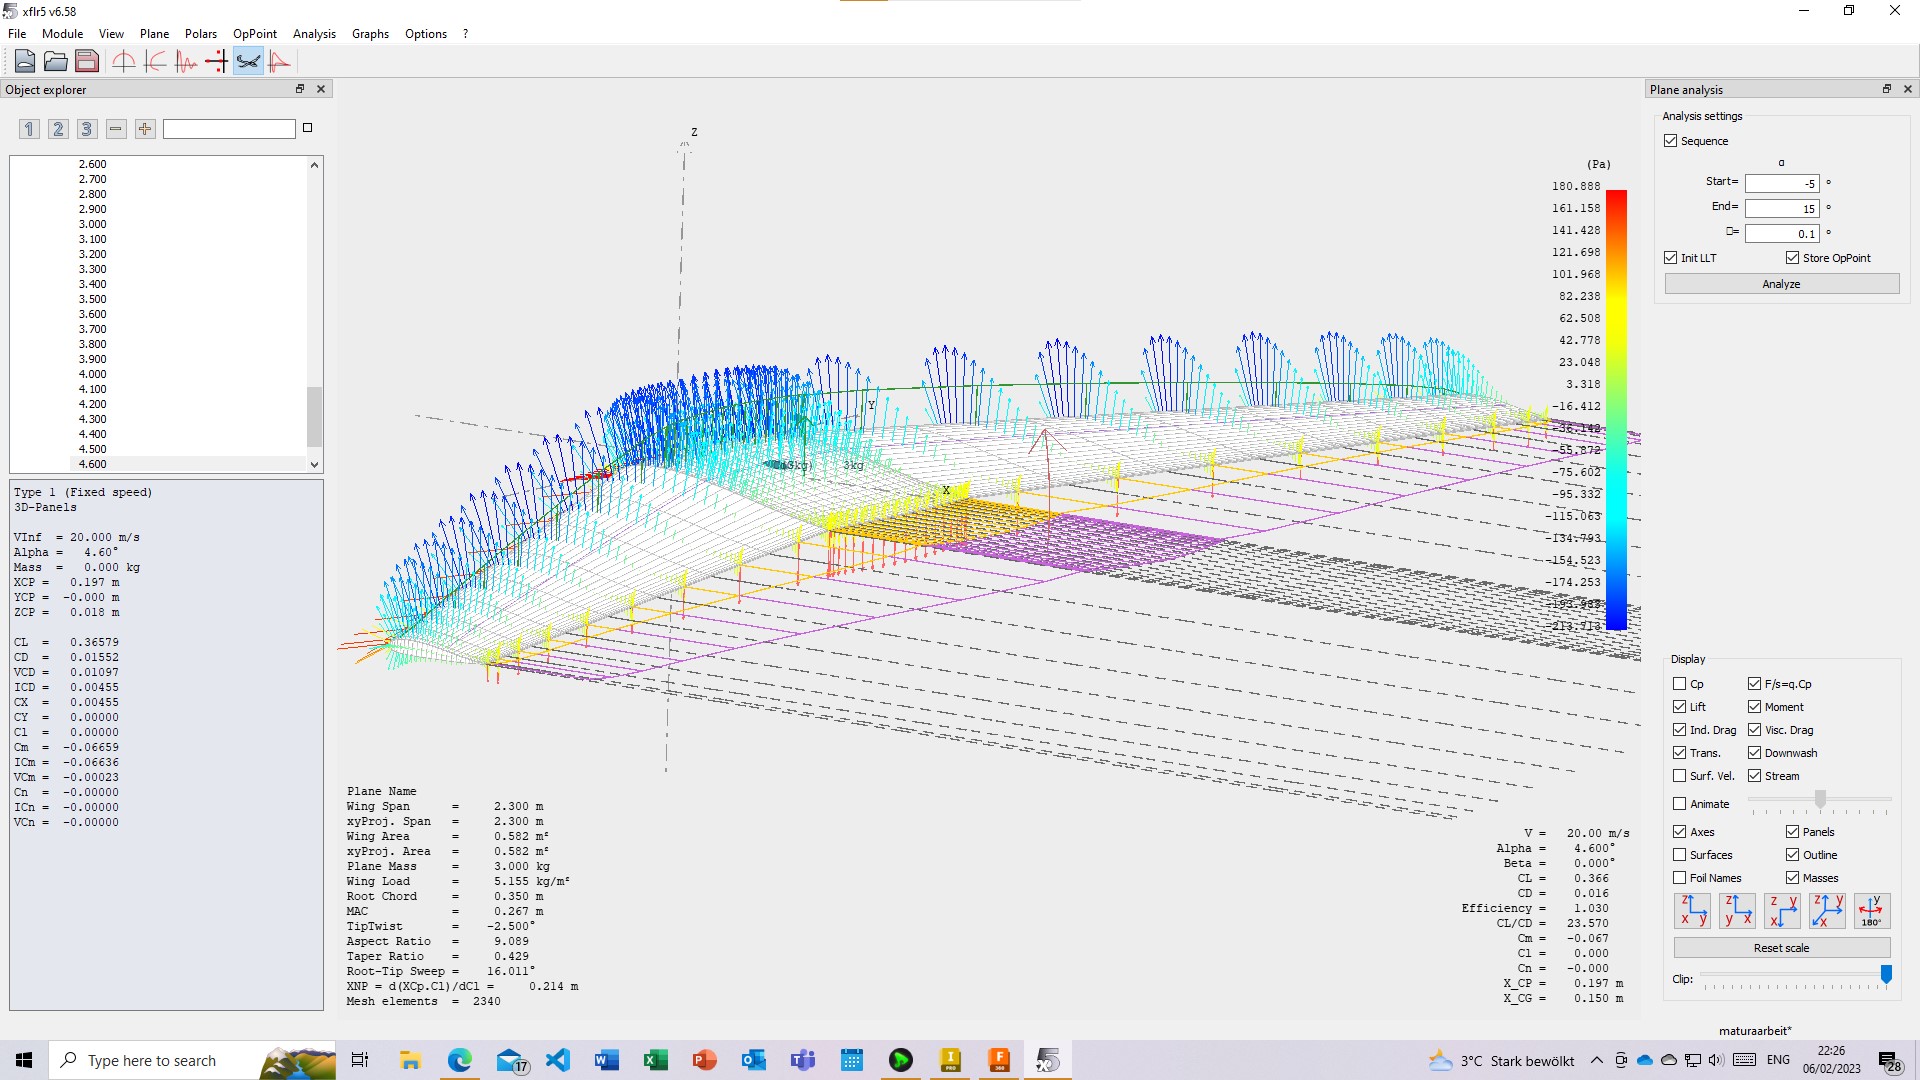 xflr5 v6.58
File Module View Plane Polars OpPoint Analysis Graphs Options ?
Object explorer
1 2 3
2.600
2.700
2.800
2.900
3.000
3.100
3.200
3.300
3.400
3.500
3.600
3.700
3.800
3.900
4.000
4.100
4.200
4.300
4.400
4.500
4.600
Type 1 (Fixed speed)
3D-Panels
VInf = 20.000 m/s
Alpha = 4.60°
Mass = 0.000 kg
XCP = 0.197 m
YCP = -0.000 m
ZCP = 0.018 m
CL = 0.36579
CD = 0.01552
VCD = 0.01097
ICD = 0.00455
CX = 0.00455
CY = 0.00000
Cl = 0.00000
Cm = -0.06659
ICm = -0.06636
VCm = -0.00023
Cn = -0.00000
ICn = -0.00000
VCn = -0.00000
Z
Y
X
3kg
Plane Name
Wing Span = 2.300 m
xyProj. Span = 2.300 m
Wing Area = 0.582 m²
xyProj. Area = 0.582 m²
Plane Mass = 3.000 kg
Wing Load = 5.155 kg/m²
Root Chord = 0.350 m
MAC = 0.267 m
TipTwist = -2.500°
Aspect Ratio = 9.089
Taper Ratio = 0.429
Root-Tip Sweep = 16.011°
XNP = d(XCp.Cl)/dCl = 0.214 m
Mesh elements = 2340
(Pa)
180.888
161.158
141.428
121.698
101.968
82.238
62.508
42.778
23.048
3.318
-16.412
-36.142
-55.872
-75.602
-95.332
-115.063
-134.793
-154.523
-174.253
-193.983
-213.713
V = 20.00 m/s
Alpha = 4.600°
Beta = 0.000°
CL = 0.366
CD = 0.016
Efficiency = 1.030
CL/CD = 23.570
Cm = -0.067
Cl = 0.000
Cn = -0.000
X_CP = 0.197 m
X_CG = 0.150 m
Plane analysis
Analysis settings
Sequence
α
Start= -5 °
End= 15 °
□= 0.1 °
Init LLT Store OpPoint
Analyze
Display
Cp F/s=q.Cp
Lift Moment
Ind. Drag Visc. Drag
Trans. Downwash
Surf. Vel. Stream
Animate
Axes Panels
Surfaces Outline
Foil Names Masses
Z X Y Z Y X Z Y X Z Y X Y 180°
Reset scale
Clip:
maturaarbeit*
Type here to search
17
3°C Stark bewölkt
ENG
22:26
06/02/2023
28